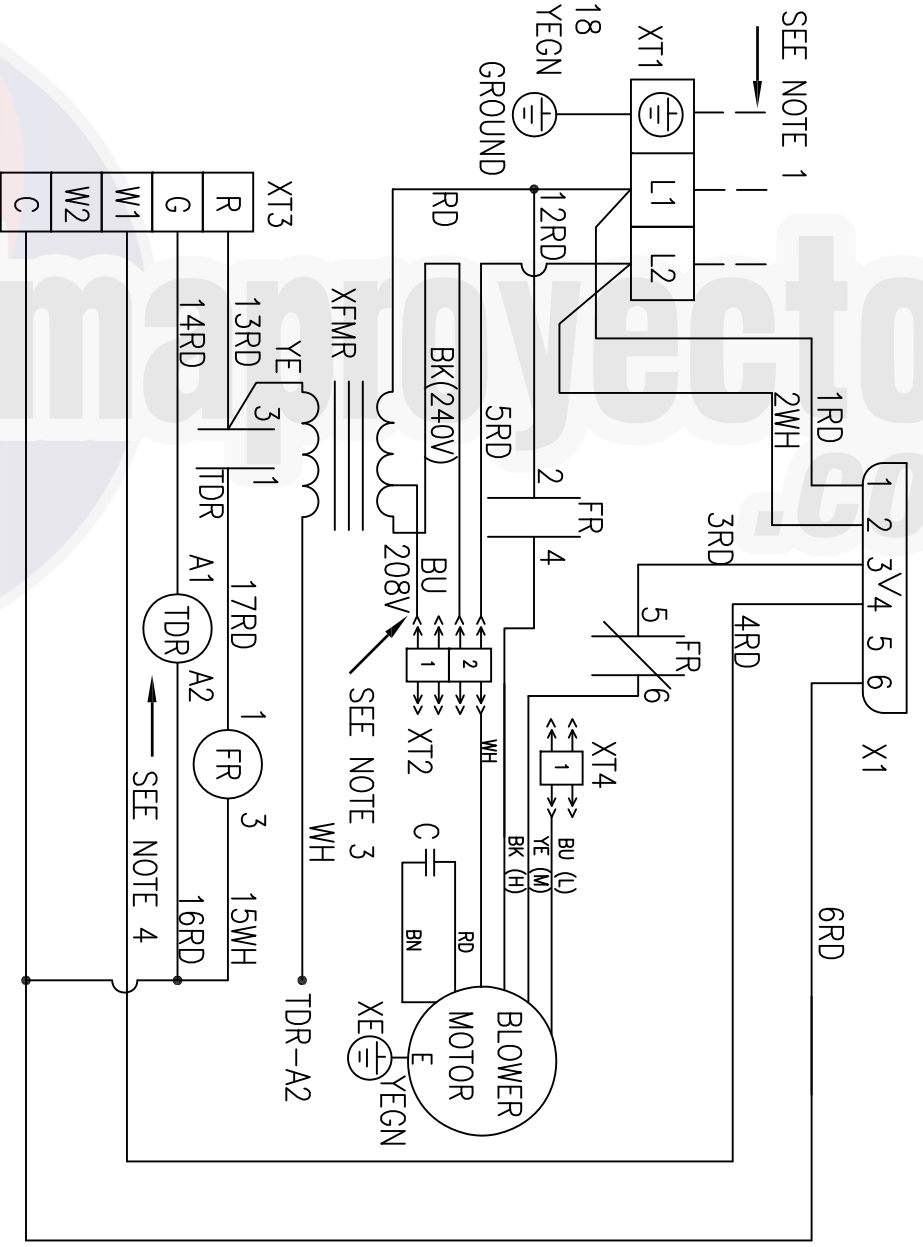 SEE NOTE 1
XT1
18
YEGN
GROUND
L1
L2
12RD
RD
1RD
2WH
X1
1
2
3
4
5
6
3RD
4RD
6RD
5RD
BK(240V)
2
FR
4
5
FR
6
BU
208V
SEE NOTE 3
XT2
1
2
XT4
1
WH
BU (L)
YE (M)
BK (H)
C
RD
BN
BLOWER
MOTOR
E
XE
YEGN
XFMR
YE
WH
TDR-A2
XT3
R
G
W1
W2
C
13RD
14RD
3
1
TDR
17RD
1
FR
3
15WH
A1
TDR
A2
16RD
SEE NOTE 4
maproyecto
.co